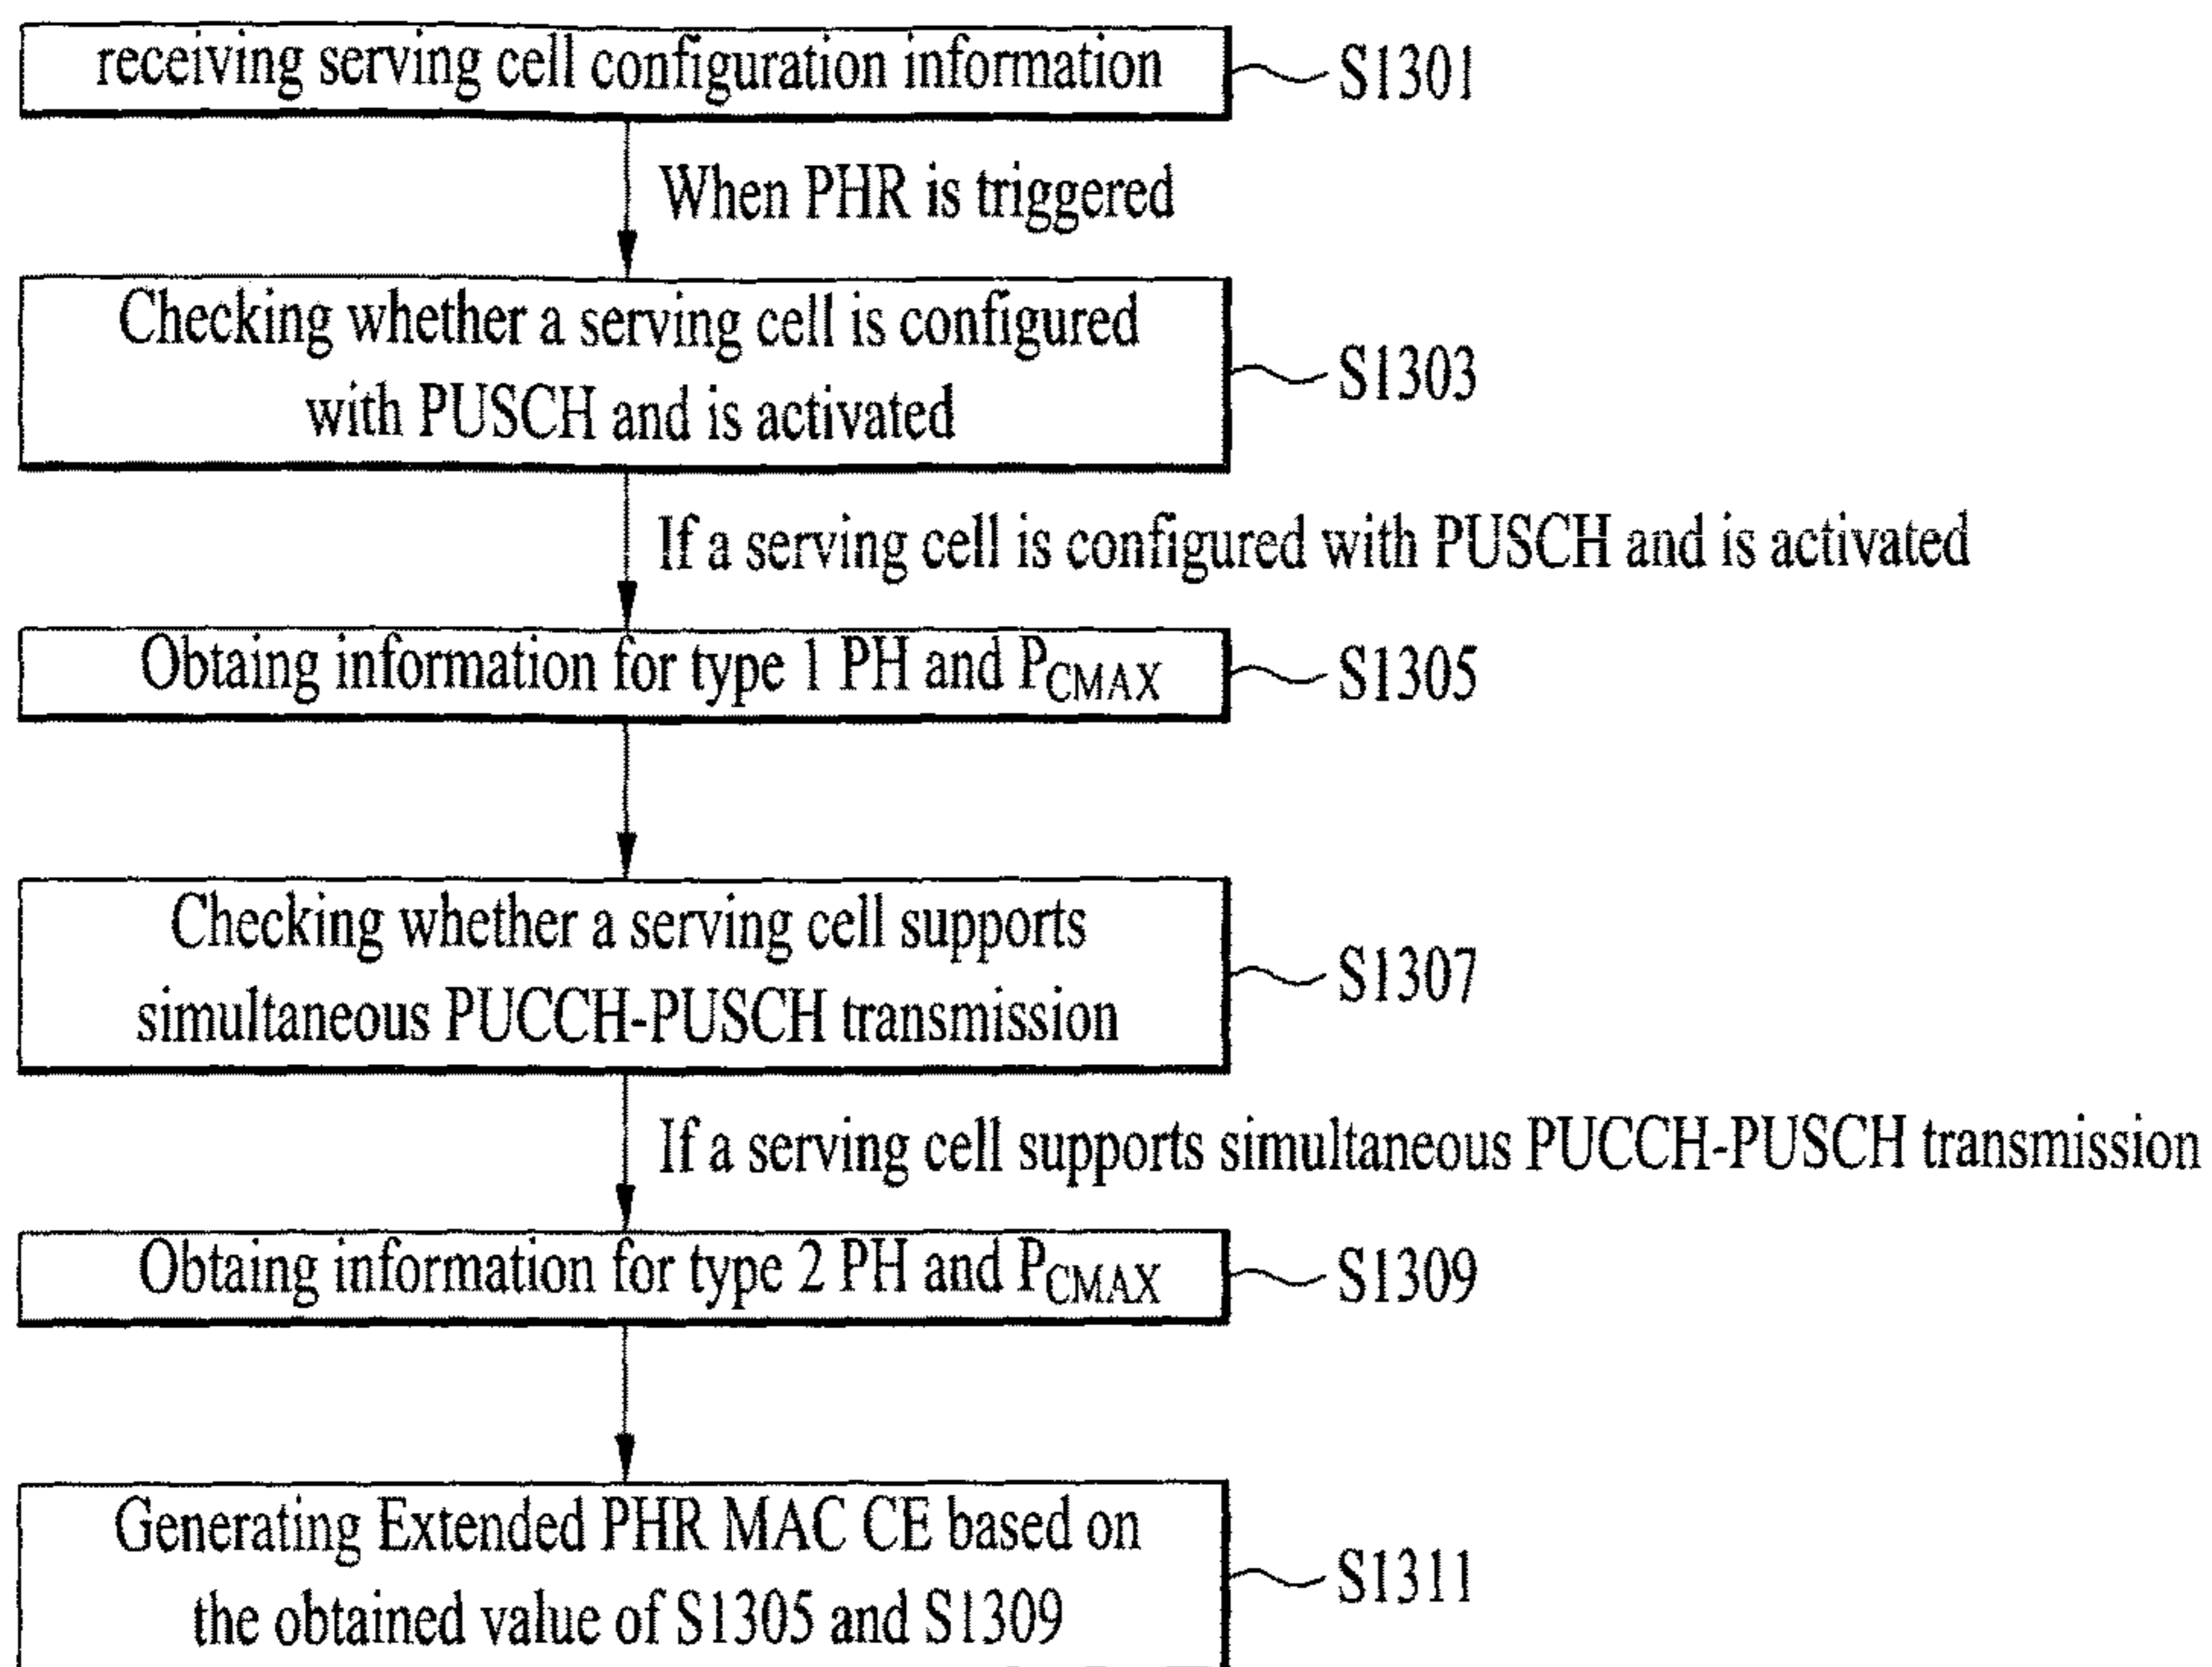 receiving serving cell configuration information
S1301
When PHR is triggered
Checking whether a serving cell is configured
with PUSCH and is activated
S1303
If a serving cell is configured with PUSCH and is activated
Obtaing information for type 1 PH and PCMAX
S1305
Checking whether a serving cell supports
simultaneous PUCCH-PUSCH transmission
S1307
If a serving cell supports simultaneous PUCCH-PUSCH transmission
Obtaing information for type 2 PH and PCMAX
S1309
Generating Extended PHR MAC CE based on
the obtained value of S1305 and S1309
S1311